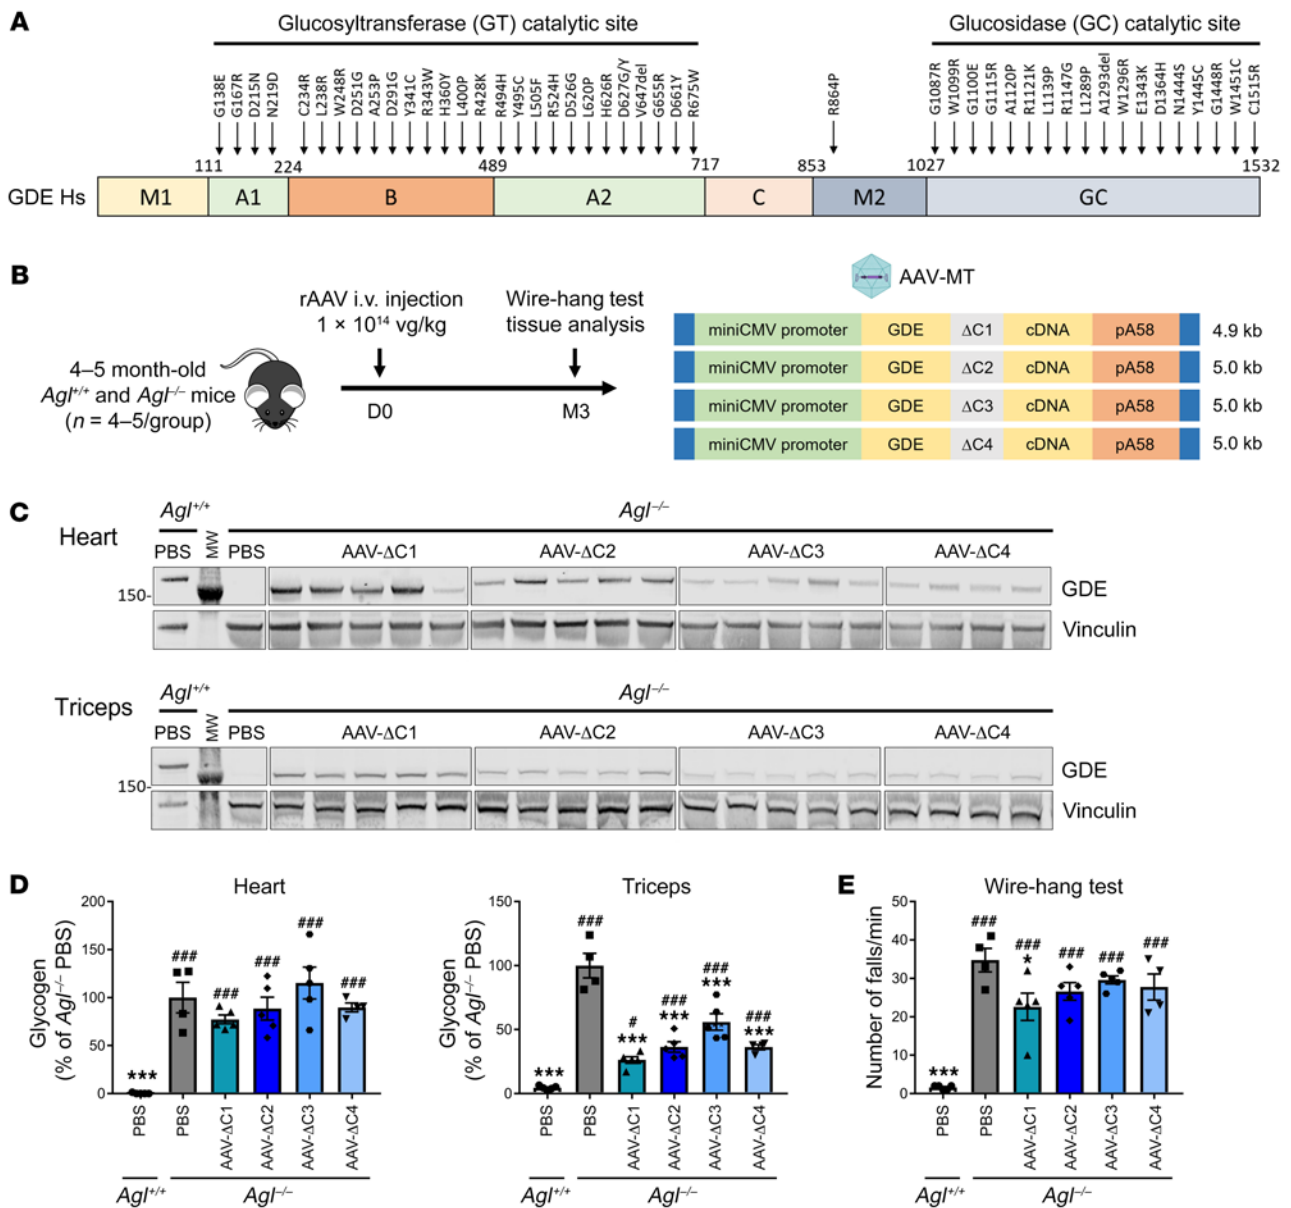 A
Glucosyltransferase (GT) catalytic site
Glucosidase (GC) catalytic site
G138E G167R D215N N219D C234R L238R W248R D251G A253P D291G Y341C R343W H360Y L400P R428K R494H Y495C L505F R524H D526G L620P H626R D627G/Y V647del G655R D661Y R675W R864P G1087R W1099R G1100E G1115R A1120P R1121K L1139P R1147G L1289P A1293del W1296R E1343K D1364H N1444S Y1445C G1448R W1451C C1515R
111 224 489 717 853 1027 1532
GDE Hs M1 A1 B A2 C M2 GC
B
rAAV i.v. injection
1 × 10¹⁴ vg/kg
Wire-hang test
tissue analysis
4–5 month-old
Agl+/+ and Agl–/– mice
(n = 4–5/group)
D0 M3
AAV-MT
miniCMV promoter GDE ΔC1 cDNA pA58 4.9 kb
miniCMV promoter GDE ΔC2 cDNA pA58 5.0 kb
miniCMV promoter GDE ΔC3 cDNA pA58 5.0 kb
miniCMV promoter GDE ΔC4 cDNA pA58 5.0 kb
C
Agl+/+ Agl–/–
Heart
PBS MW PBS AAV-ΔC1 AAV-ΔC2 AAV-ΔC3 AAV-ΔC4
150- GDE
Vinculin
Agl+/+ Agl–/–
Triceps
PBS MW PBS AAV-ΔC1 AAV-ΔC2 AAV-ΔC3 AAV-ΔC4
GDE
150-
Vinculin
D
Heart
Glycogen
(% of Agl–/– PBS)
200
150
100
50
0
*** ### ### ### ### ###
PBS PBS AAV-ΔC1 AAV-ΔC2 AAV-ΔC3 AAV-ΔC4
Agl+/+ Agl–/–
Triceps
Glycogen
(% of Agl–/– PBS)
150
100
50
0
*** ### # *** ### *** ### *** ### ***
PBS PBS AAV-ΔC1 AAV-ΔC2 AAV-ΔC3 AAV-ΔC4
Agl+/+ Agl–/–
E
Wire-hang test
Number of falls/min
50
40
30
20
10
0
*** ### ### * ### ### ###
PBS PBS AAV-ΔC1 AAV-ΔC2 AAV-ΔC3 AAV-ΔC4
Agl+/+ Agl–/–